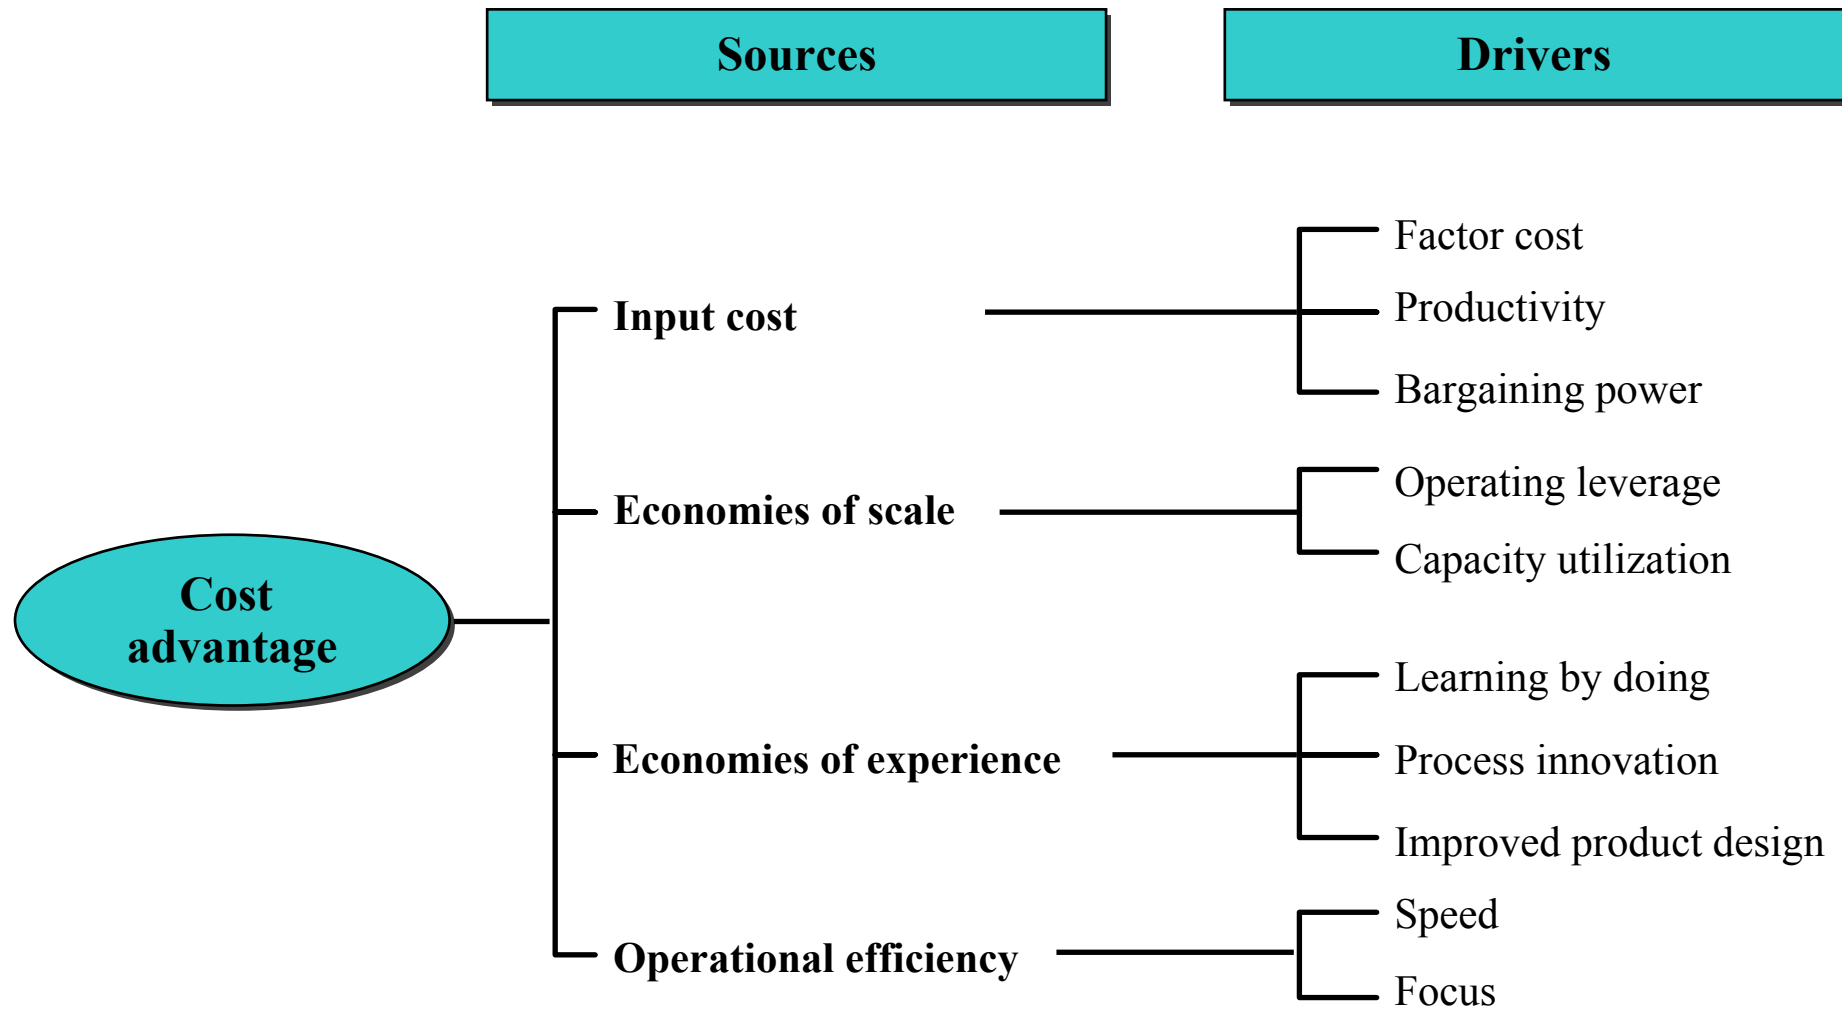 Sources
Drivers
Cost
advantage
Input cost
Factor cost
Productivity
Bargaining power
Economies of scale
Operating leverage
Capacity utilization
Economies of experience
Learning by doing
Process innovation
Improved product design
Operational efficiency
Speed
Focus